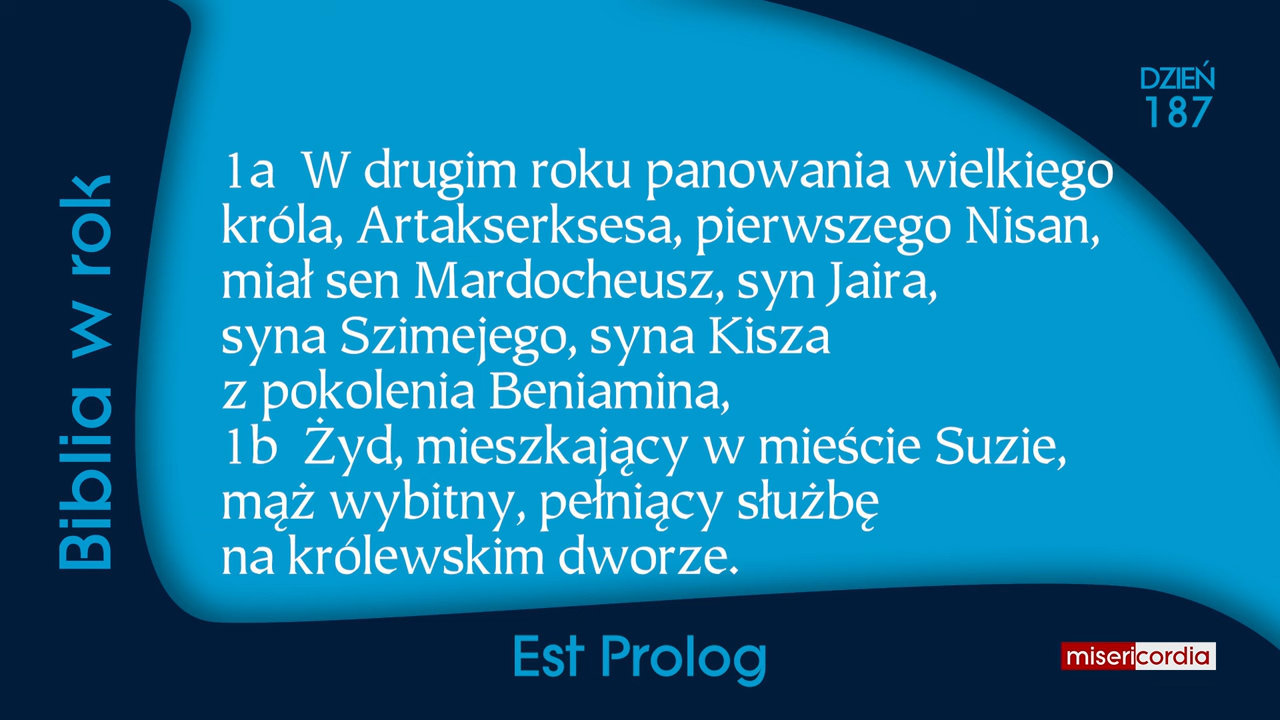 DZIEŃ
187
Biblia w rok
1a W drugim roku panowania wielkiego
króla, Artakserksesa, pierwszego Nisan,
miał sen Mardocheusz, syn Jaira,
syna Szimejego, syna Kisza
z pokolenia Beniamina,
1b Żyd, mieszkający w mieście Suzie,
mąż wybitny, pełniący służbę
na królewskim dworze.
Est Prolog
misericordia